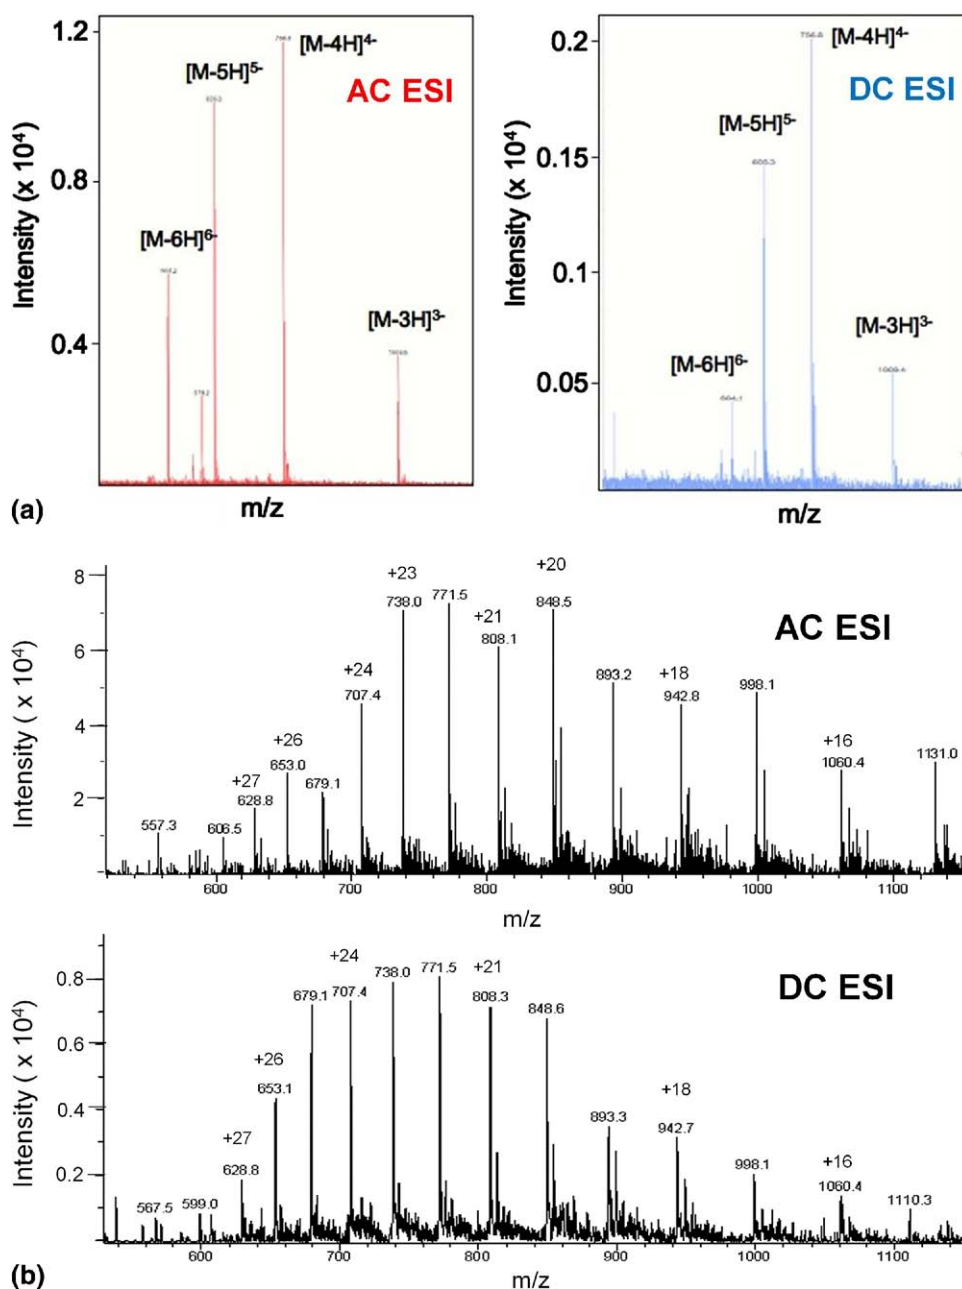 [M-4H]4-
[M-5H]5-
AC ESI
[M-6H]6-
[M-3H]3-
1.2
0.8
0.4
Intensity (x 10⁴)
m/z
[M-4H]4-
DC ESI
[M-5H]5-
[M-6H]6-
[M-3H]3-
0.2
0.15
0.1
0.05
Intensity (x 10⁴)
m/z
(a)
AC ESI
+23 +20
8 738.0 771.5 +21 848.5
808.1
6 +24 893.2 +18 998.1
707.4 942.8
4 +26 +16
653.0 1060.4 1131.0
+27 679.1
2 628.8
557.3 606.5
600 700 800 900 1000 1100
Intensity ( x 10⁴)
m/z
DC ESI
+24 +21
0.8 679.1 707.4 738.0 771.5 808.3 848.6
0.6 +26
653.1 +18
0.4 +27 893.3 942.7
628.8 998.1 +16
0.2 1060.4 1110.3
567.5 599.0
600 700 800 900 1000 1100
Intensity ( x 10⁴)
m/z
(b)